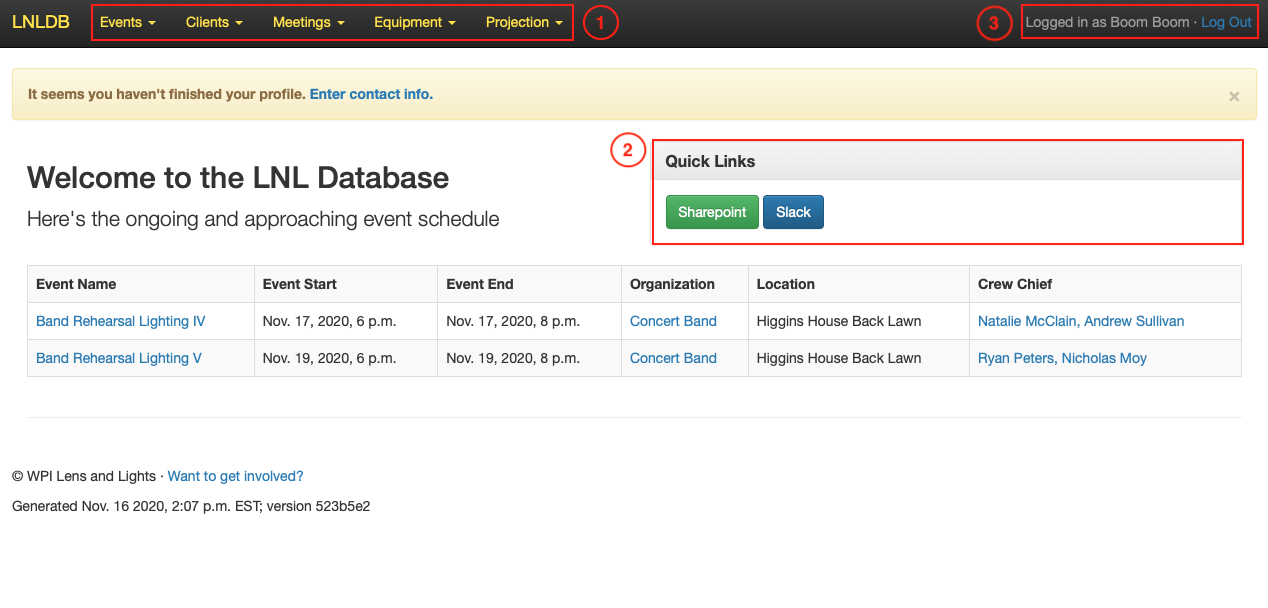 LNLDB Events Clients Meetings Equipment Projection 1 3 Logged in as Boom Boom · Log Out
It seems you haven't finished your profile. Enter contact info. ×
2 Quick Links
Welcome to the LNL Database
Sharepoint Slack
Here's the ongoing and approaching event schedule
Event Name Event Start Event End Organization Location Crew Chief
Band Rehearsal Lighting IV Nov. 17, 2020, 6 p.m. Nov. 17, 2020, 8 p.m. Concert Band Higgins House Back Lawn Natalie McClain, Andrew Sullivan
Band Rehearsal Lighting V Nov. 19, 2020, 6 p.m. Nov. 19, 2020, 8 p.m. Concert Band Higgins House Back Lawn Ryan Peters, Nicholas Moy
© WPI Lens and Lights · Want to get involved?
Generated Nov. 16 2020, 2:07 p.m. EST; version 523b5e2